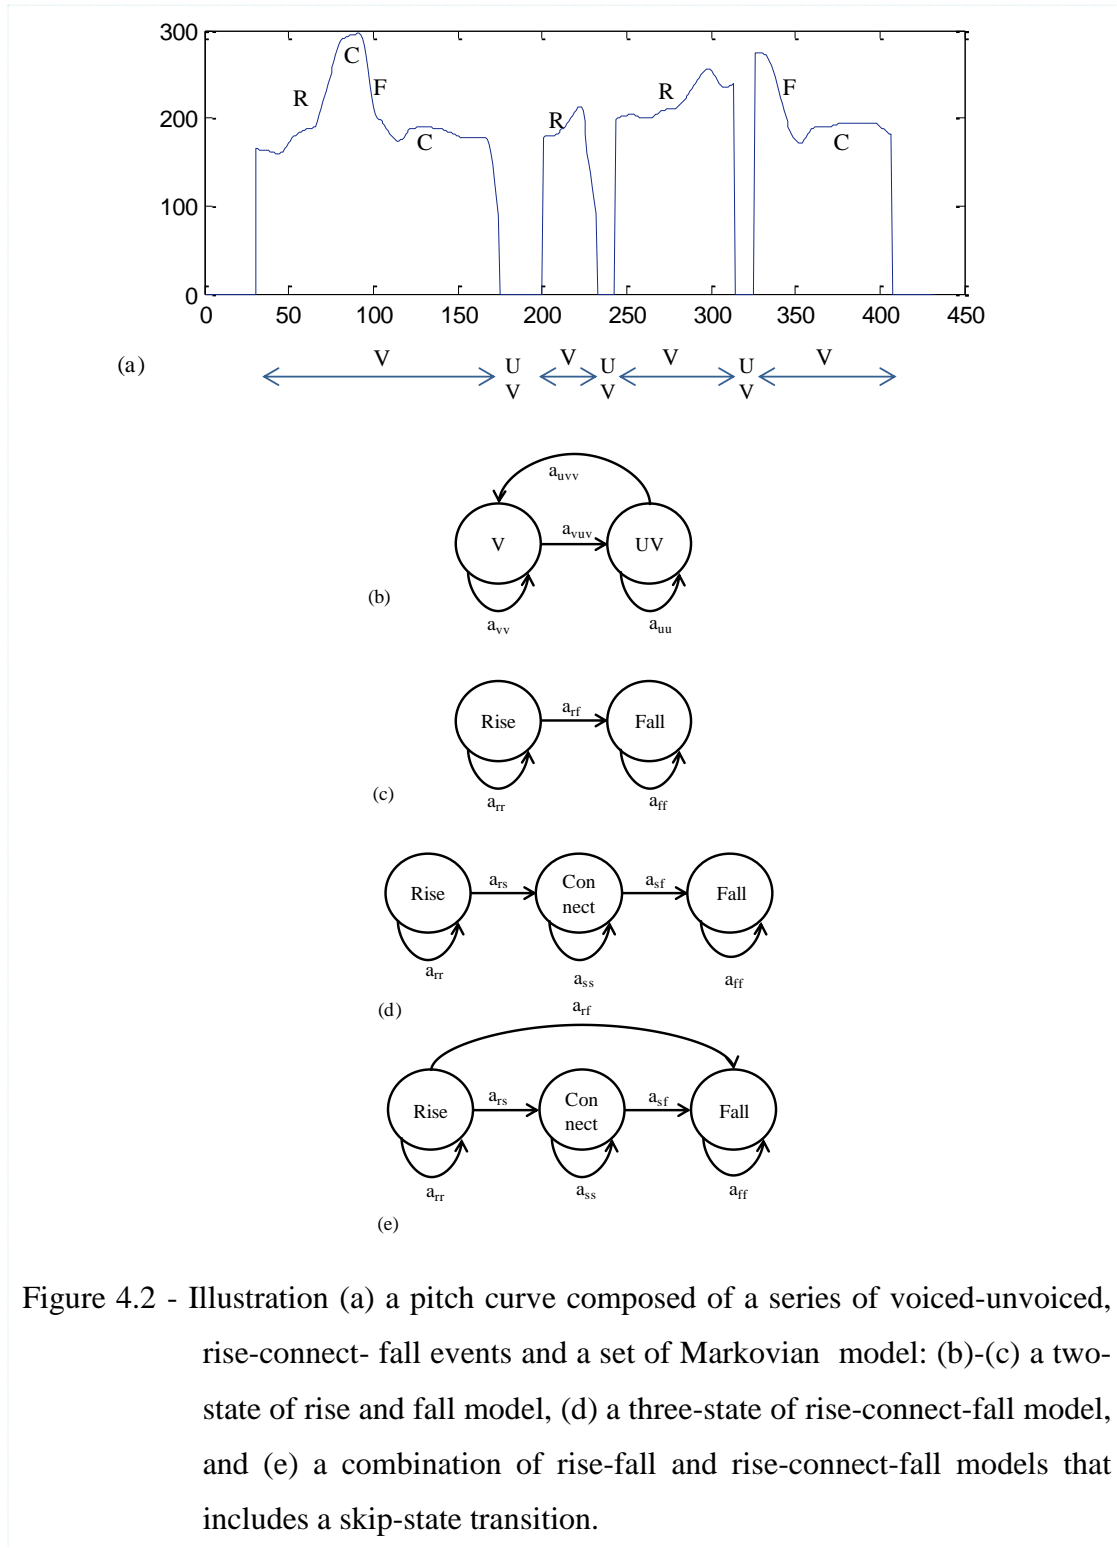 300
200
100
0
R
C
F
C
R
R
F
C
0 50 100 150 200 250 300 350 400 450
(a)
V
U
V
V
U
V
V
U
V
V
a_uvv
V
a_vuv
UV
(b)
a_vv
a_uu
Rise
a_rf
Fall
(c)
a_rr
a_ff
Rise
a_rs
Con
nect
a_sf
Fall
a_rr
a_ss
a_ff
(d)
a_rf
Rise
a_rs
Con
nect
a_sf
Fall
a_rr
a_ss
a_ff
(e)
Figure 4.2 - Illustration (a) a pitch curve composed of a series of voiced-unvoiced,
rise-connect- fall events and a set of Markovian model: (b)-(c) a two-
state of rise and fall model, (d) a three-state of rise-connect-fall model,
and (e) a combination of rise-fall and rise-connect-fall models that
includes a skip-state transition.